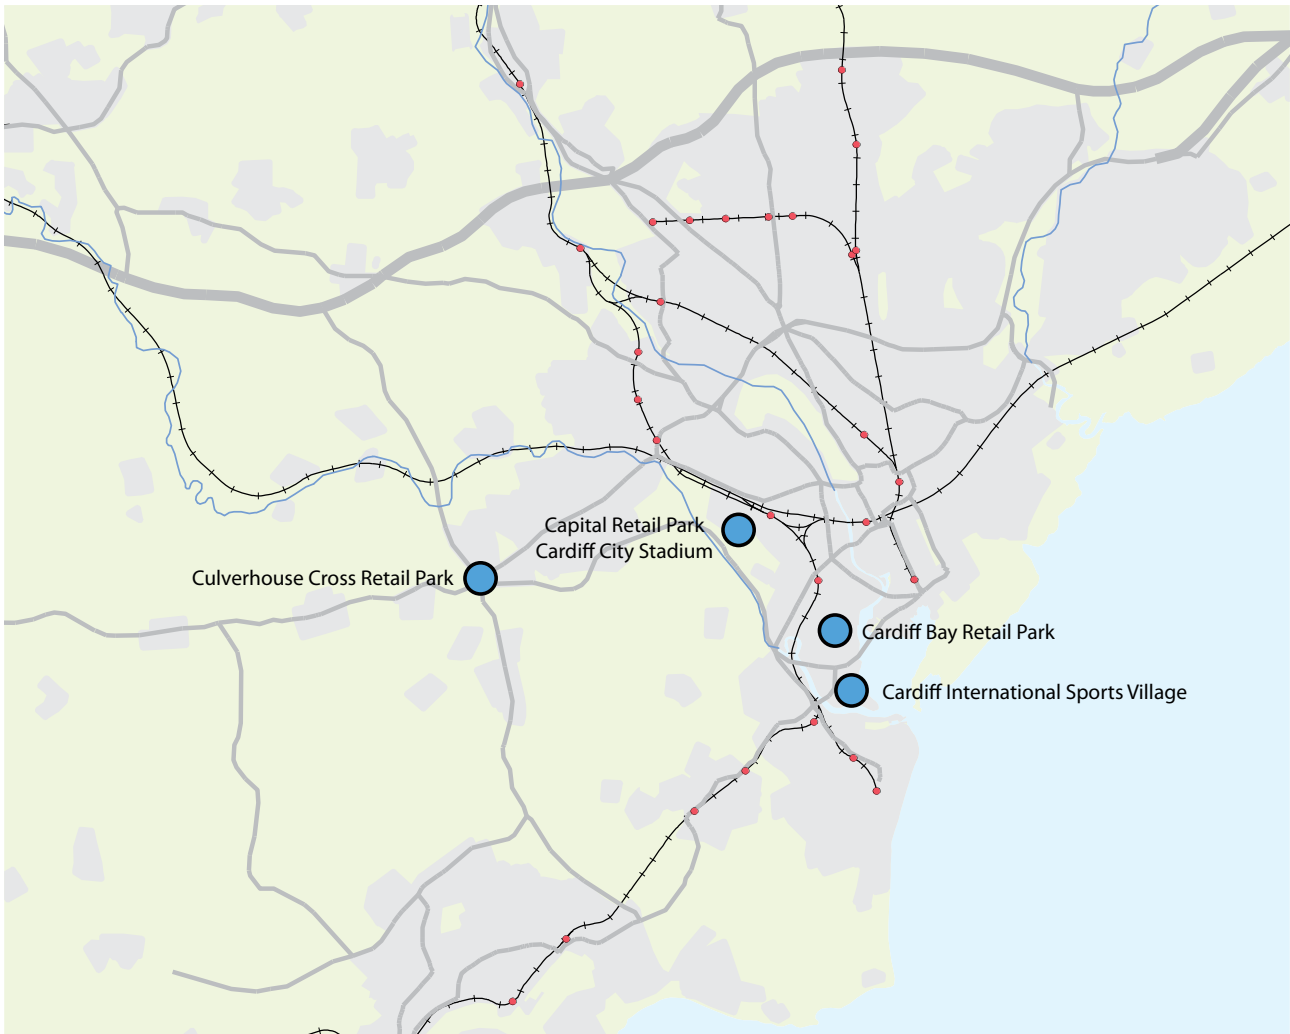 Capital Retail Park
Cardiff City Stadium
Culverhouse Cross Retail Park
Cardiff Bay Retail Park
Cardiff International Sports Village